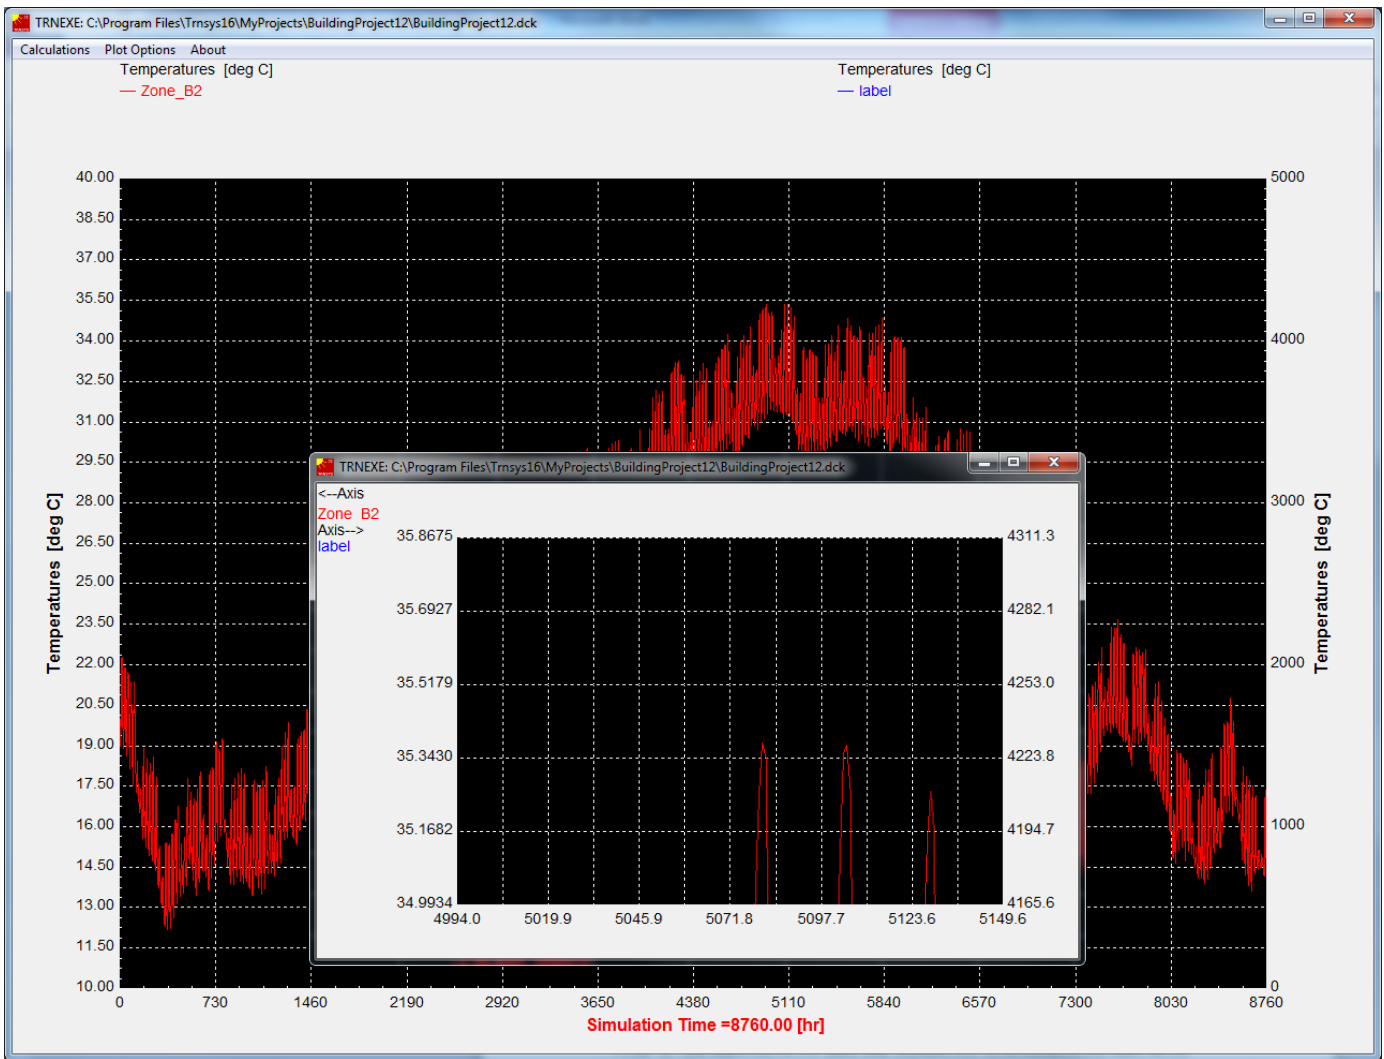 TRNEXE: C:\Program Files\Trnsys16\MyProjects\BuildingProject12\BuildingProject12.dck
Calculations Plot Options About
Temperatures [deg C]
Zone_B2
Temperatures [deg C]
label
40.00
38.50
37.00
35.50
34.00
32.50
31.00
29.50
28.00
26.50
25.00
23.50
22.00
20.50
19.00
17.50
16.00
14.50
13.00
11.50
10.00
Temperatures [deg C]
5000
4000
3000
2000
1000
0
Temperatures [deg C]
0 730 1460 2190 2920 3650 4380 5110 5840 6570 7300 8030 8760
Simulation Time =8760.00 [hr]
TRNEXE: C:\Program Files\Trnsys16\MyProjects\BuildingProject12\BuildingProject12.dck
<--Axis
Zone B2
Axis-->
label
35.8675
35.6927
35.5179
35.3430
35.1682
34.9934
4311.3
4282.1
4253.0
4223.8
4194.7
4165.6
4994.0 5019.9 5045.9 5071.8 5097.7 5123.6 5149.6